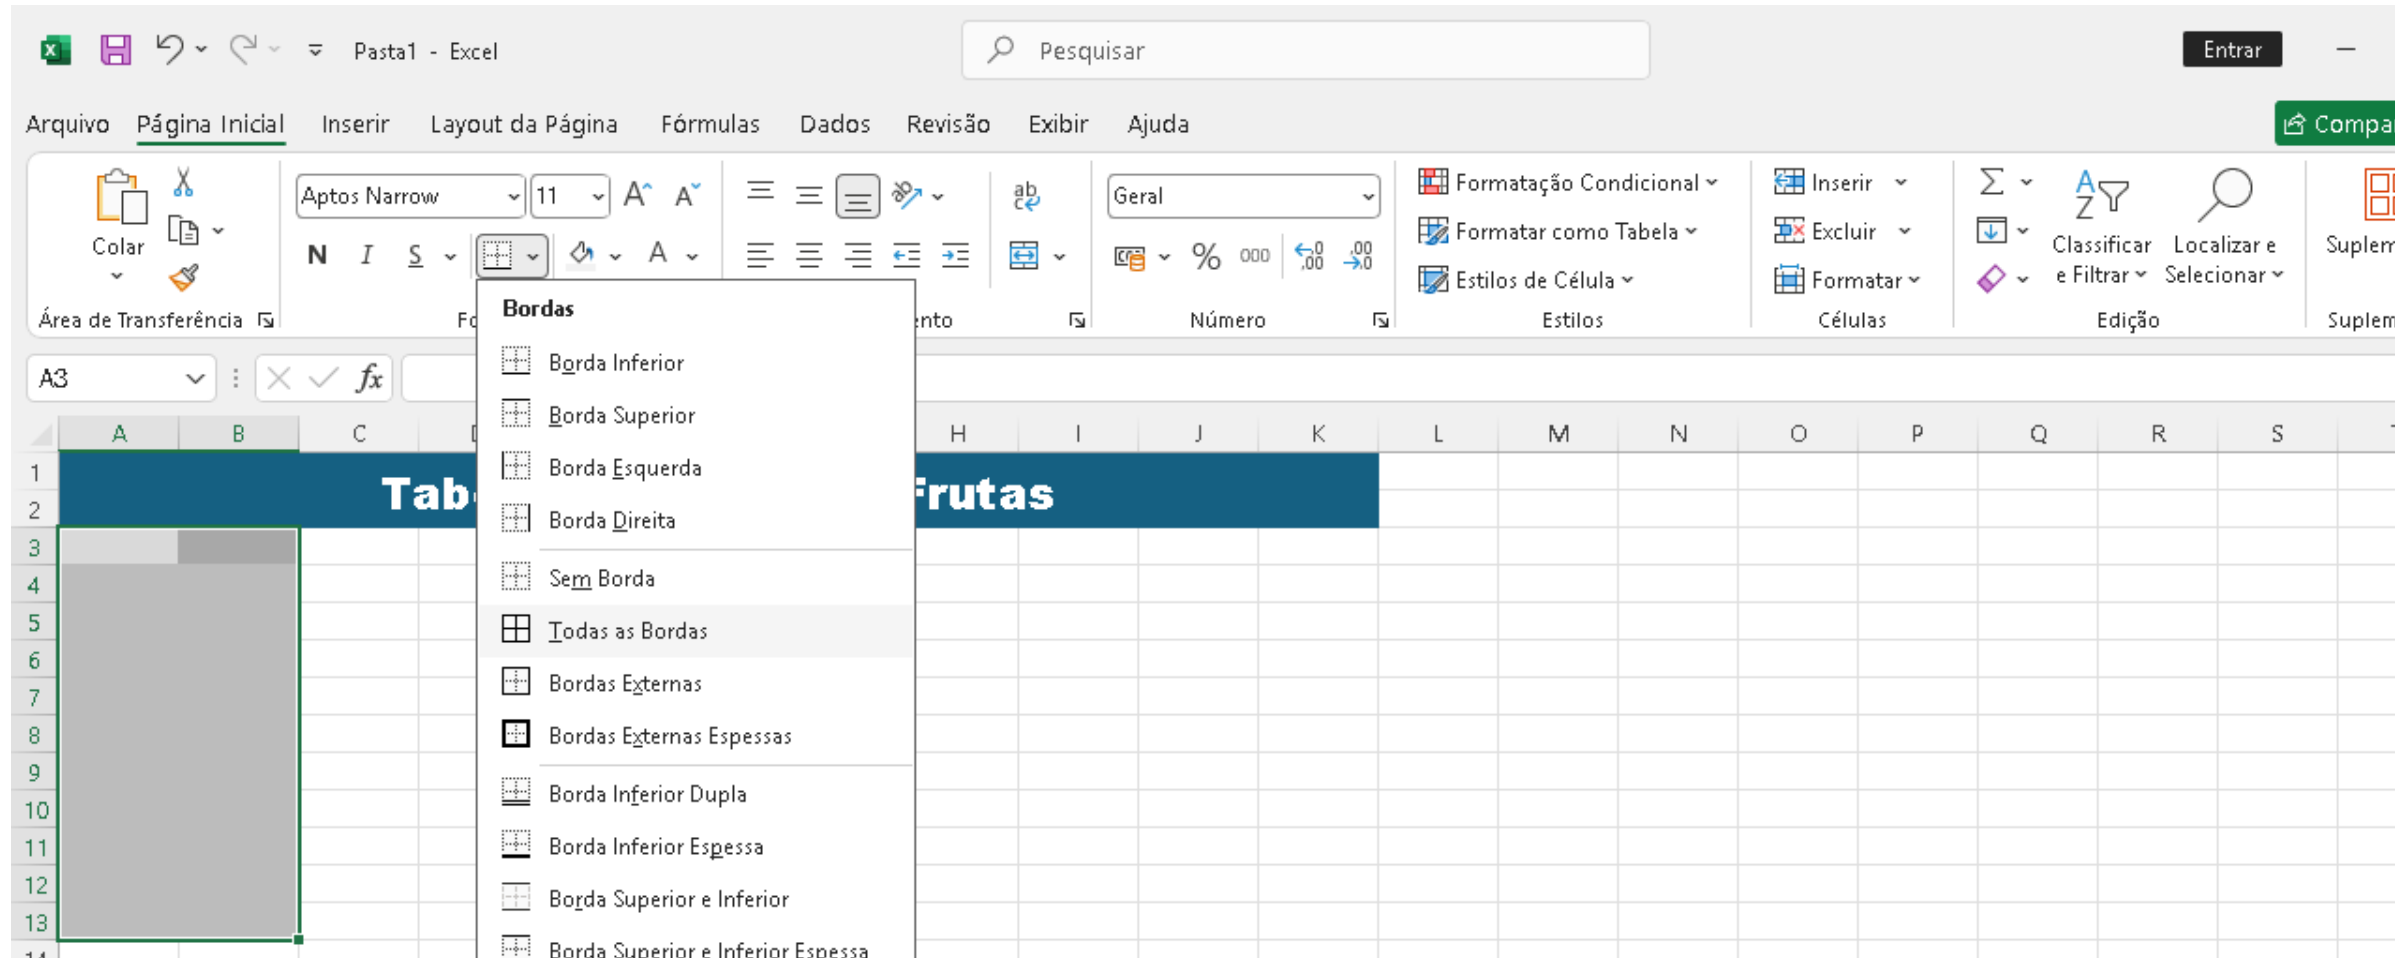 Pasta1 - Excel
Pesquisar
Entrar
Arquivo Página Inicial Inserir Layout da Página Fórmulas Dados Revisão Exibir Ajuda
Colar
Área de Transferência
Aptos Narrow 11
N I S
A
ab
Geral
% 000
Número
Formatação Condicional
Formatar como Tabela
Estilos de Célula
Estilos
Inserir
Excluir
Formatar
Células
Classificar e Filtrar
Localizar e Selecionar
Edição
A3
fx
A B C H I J K L M N O P Q R S
Frutas
1
2
3
4
5
6
7
8
9
10
11
12
13
14
Bordas
Borda Inferior
Borda Superior
Borda Esquerda
Borda Direita
Sem Borda
Todas as Bordas
Bordas Externas
Bordas Externas Espessas
Borda Inferior Dupla
Borda Inferior Espessa
Borda Superior e Inferior
Borda Superior e Inferior Espessa